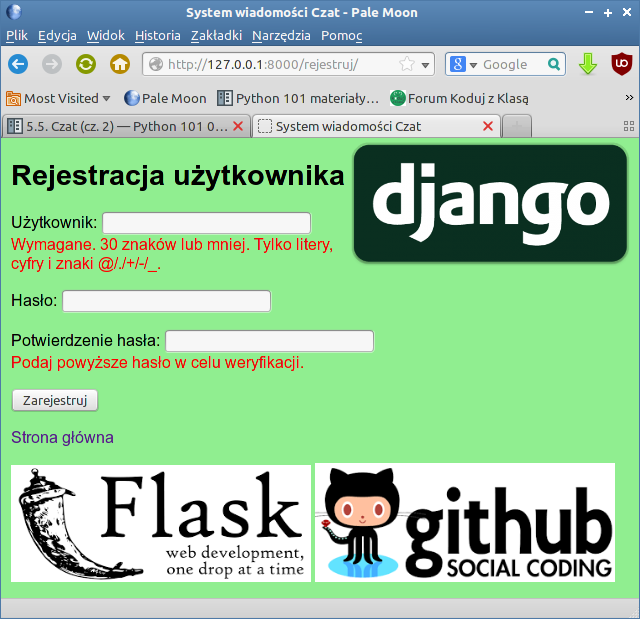 System wiadomości Czat - Pale Moon
Plik Edycja Widok Historia Zakładki Narzędzia Pomoc
http://127.0.0.1:8000/rejestruj/
Google
Most Visited Pale Moon Python 101 materiały... Forum Koduj z Klasą
5.5. Czat (cz. 2) — Python 101 0... System wiadomości Czat
Rejestracja użytkownika
django
Użytkownik:
Wymagane. 30 znaków lub mniej. Tylko litery,
cyfry i znaki @/./+/-/_.
Hasło:
Potwierdzenie hasła:
Podaj powyższe hasło w celu weryfikacji.
Zarejestruj
Strona główna
Flask
web development,
one drop at a time
github
SOCIAL CODING